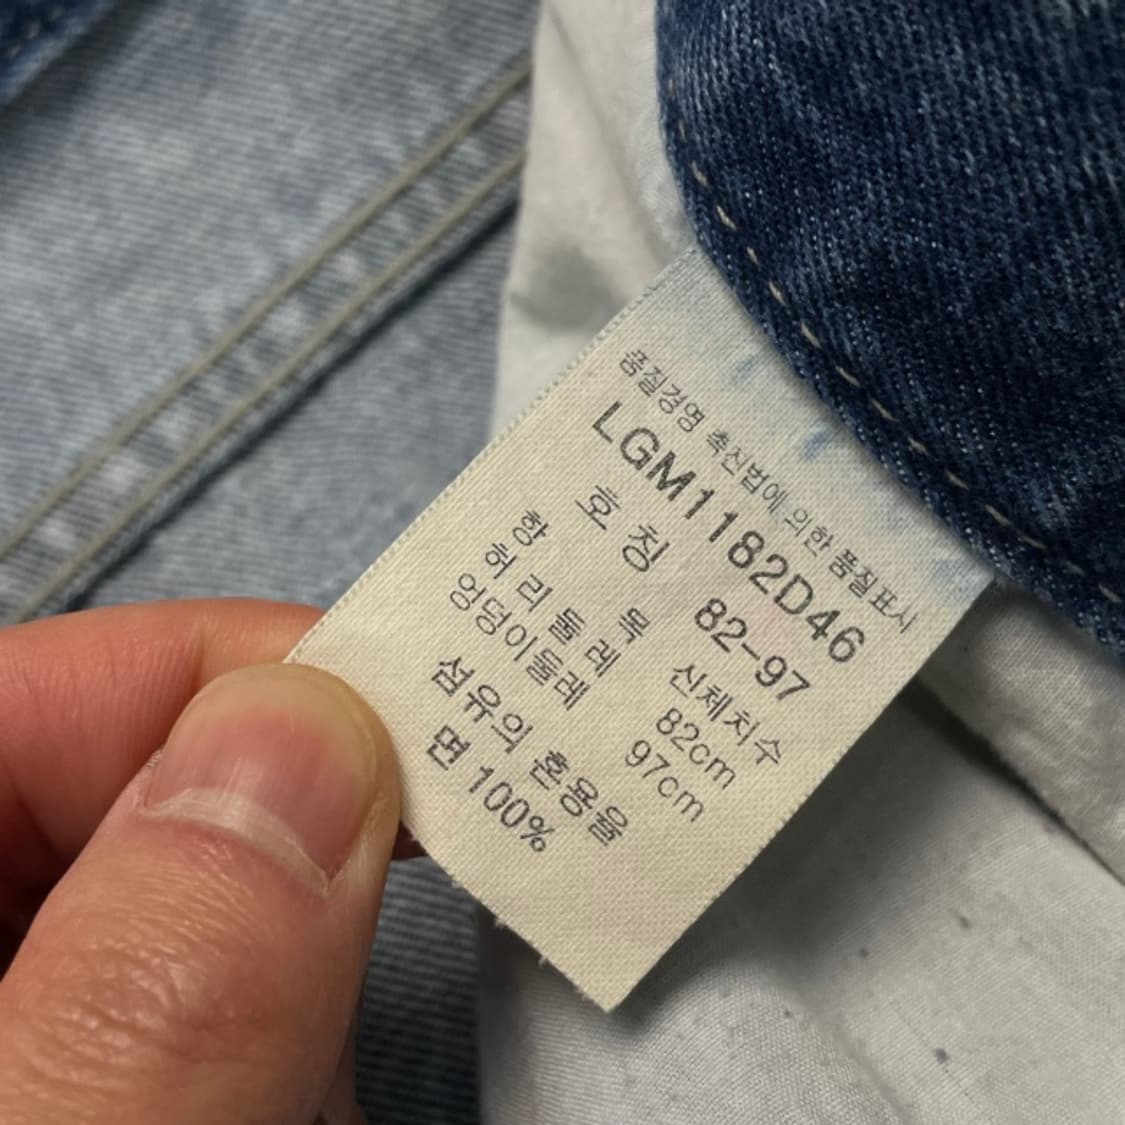 품질경영 촉신법에 의한 품질표시
LGM1182D46
호 칭 82-97
항 목 신체치수
허 리 둘 레 82cm
엉덩이둘레 97cm
섬유의 혼용율
면 100%